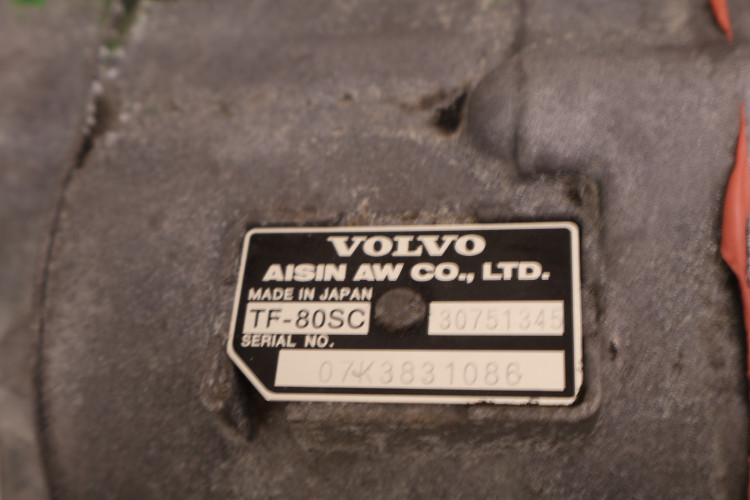 VOLVO
AISIN AW CO., LTD.
MADE IN JAPAN
TF-80SC 30751345
SERIAL NO.
07K3831086